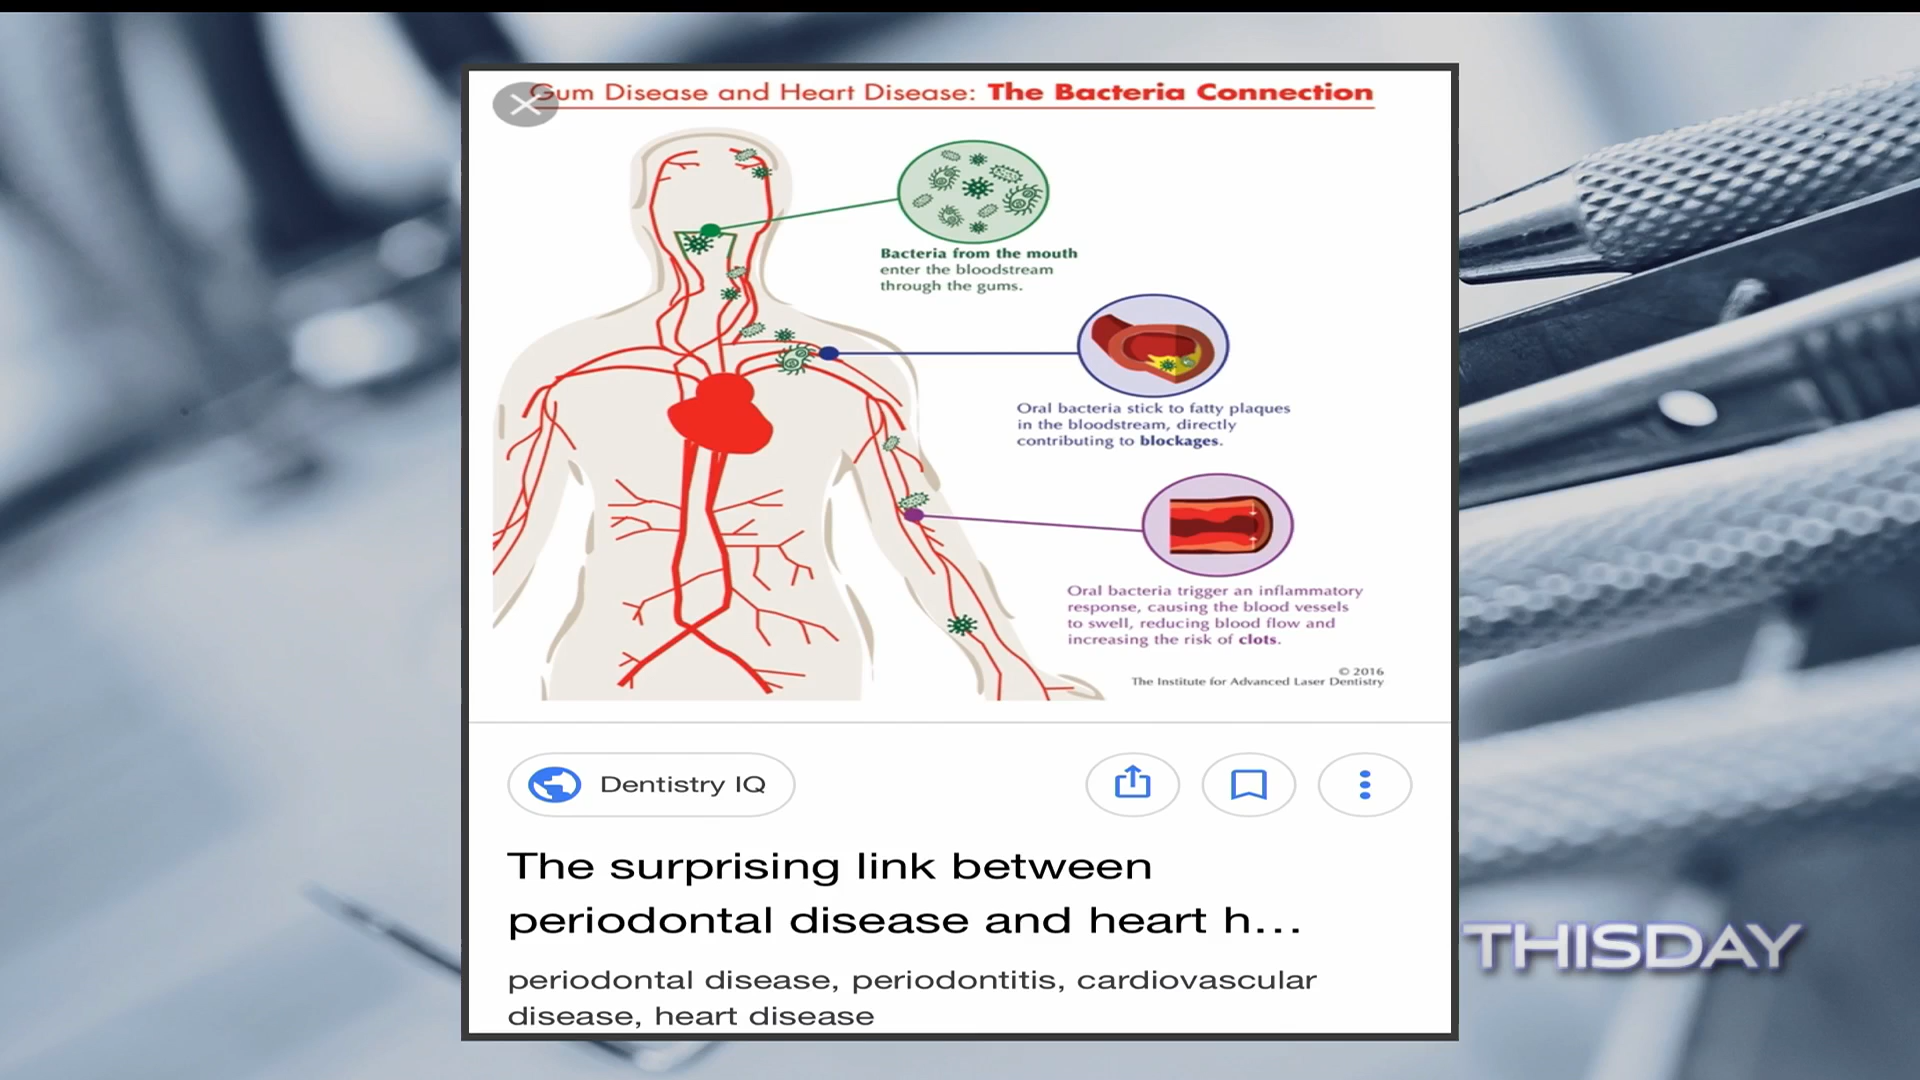 Gum Disease and Heart Disease: The Bacteria Connection
Bacteria from the mouth
enter the bloodstream
through the gums.
Oral bacteria stick to fatty plaques
in the bloodstream, directly
contributing to blockages.
Oral bacteria trigger an inflammatory
response, causing the blood vessels
to swell, reducing blood flow and
increasing the risk of clots.
© 2016
The Institute for Advanced Laser Dentistry
Dentistry IQ
The surprising link between
periodontal disease and heart h...
periodontal disease, periodontitis, cardiovascular
disease, heart disease
THISDAY